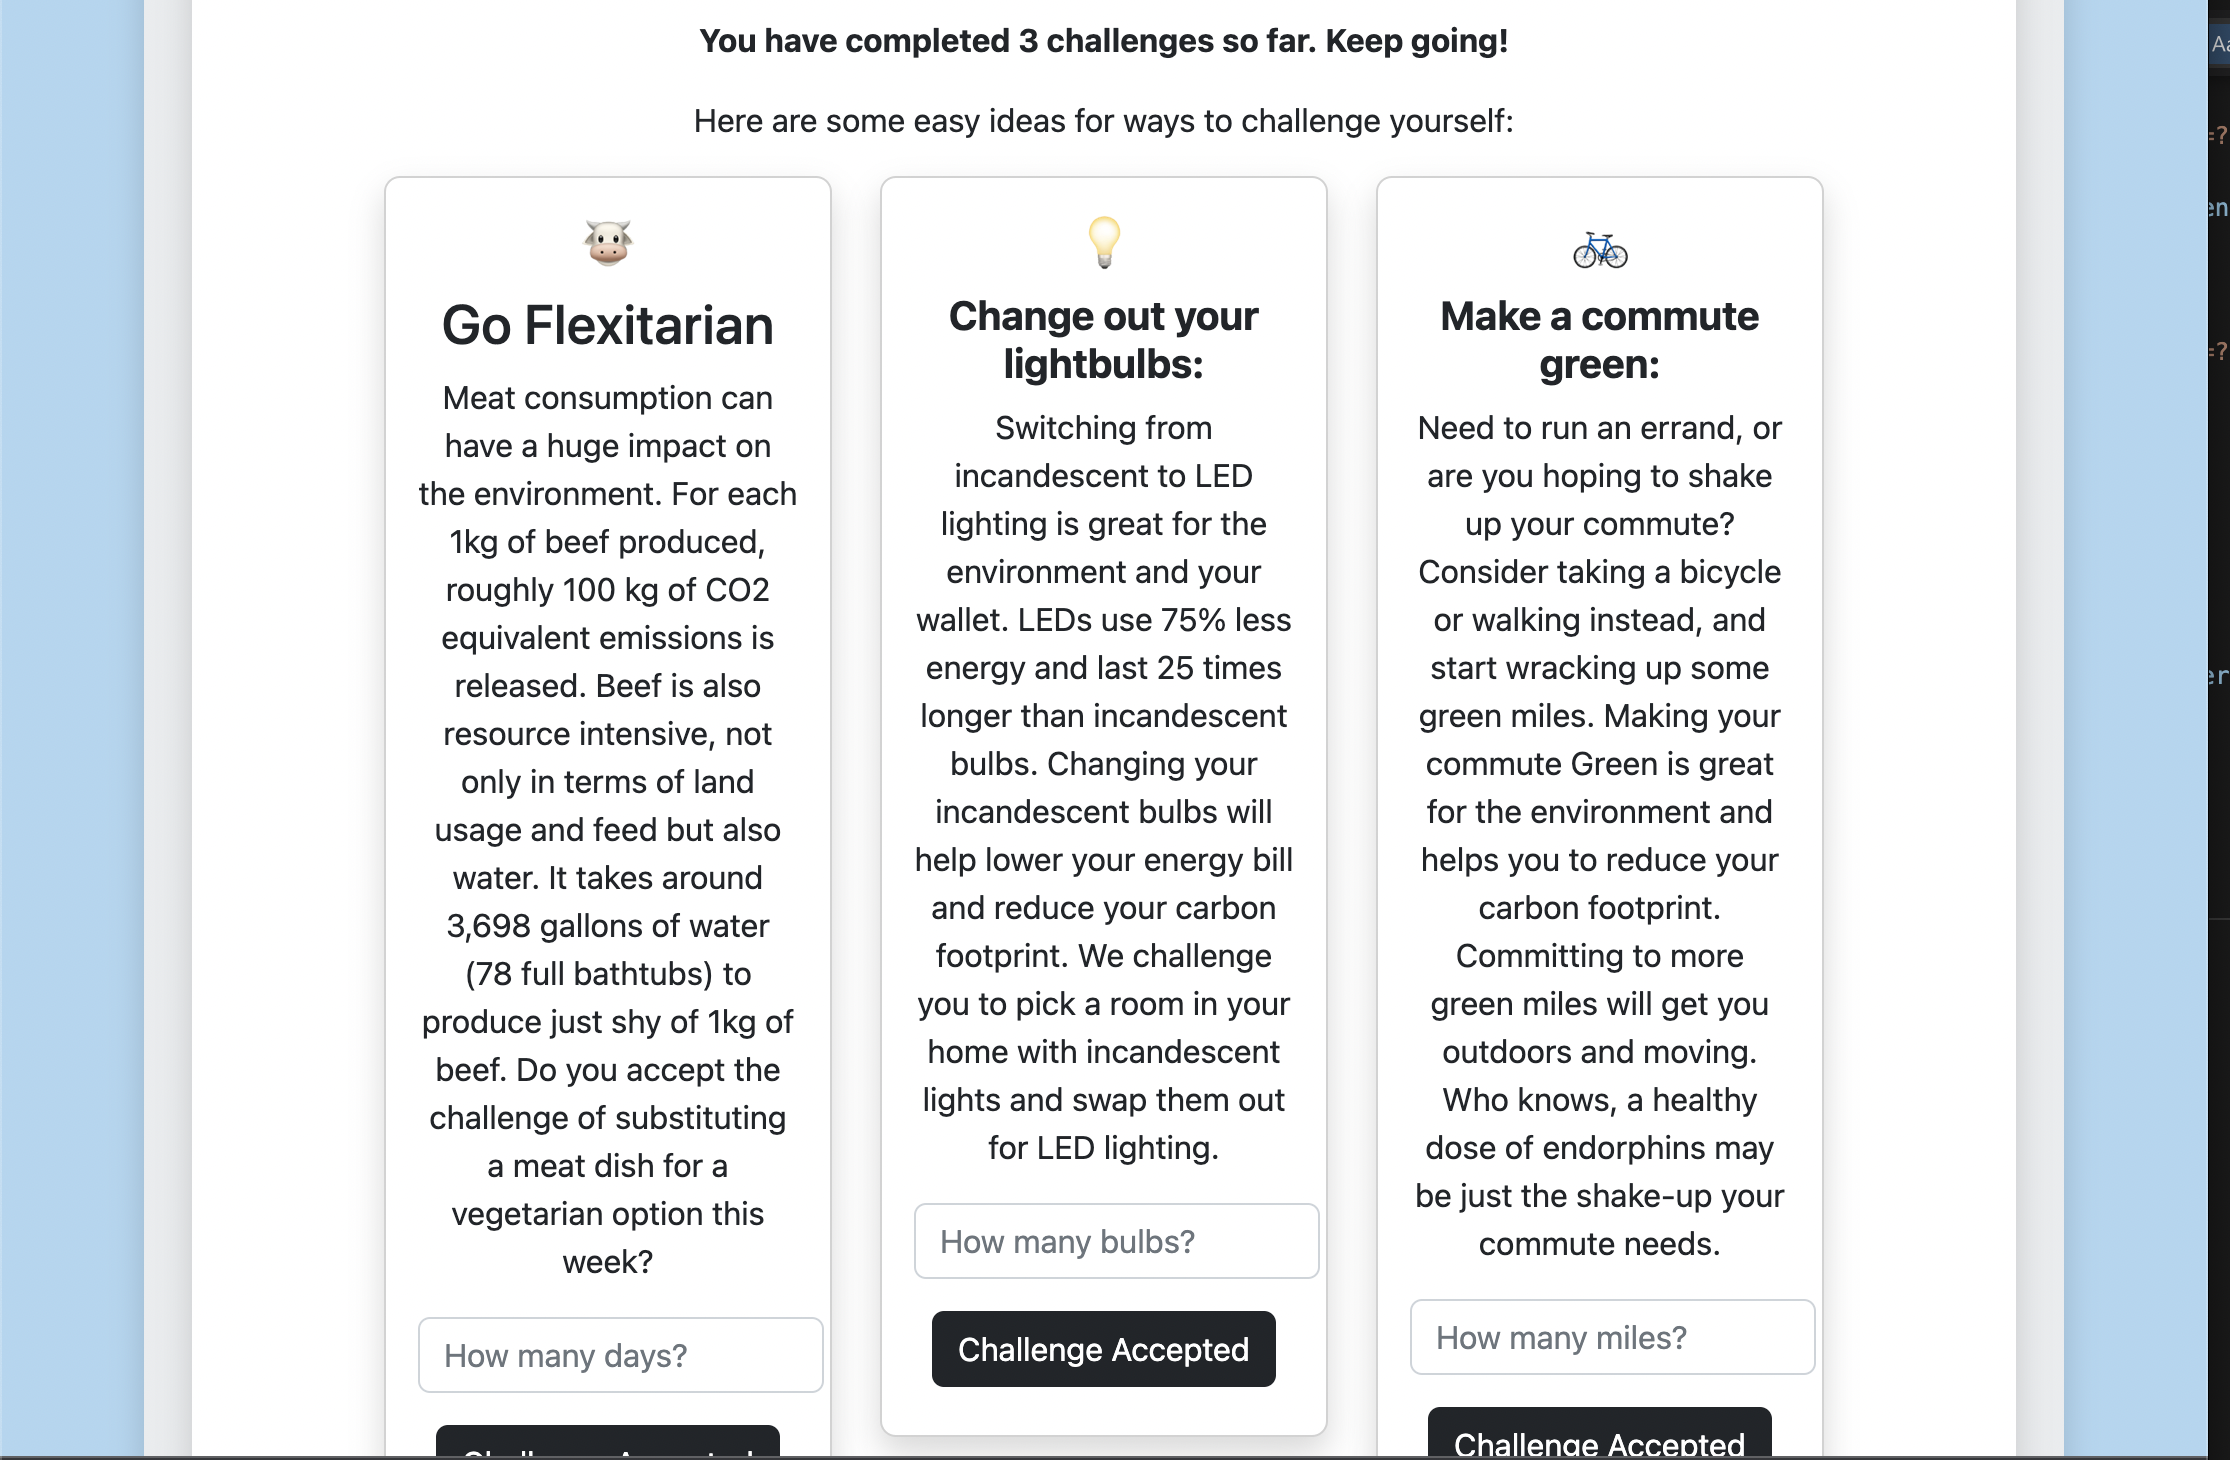 You have completed 3 challenges so far. Keep going!
Here are some easy ideas for ways to challenge yourself:
Go Flexitarian
Meat consumption can
have a huge impact on
the environment. For each
1kg of beef produced,
roughly 100 kg of CO2
equivalent emissions is
released. Beef is also
resource intensive, not
only in terms of land
usage and feed but also
water. It takes around
3,698 gallons of water
(78 full bathtubs) to
produce just shy of 1kg of
beef. Do you accept the
challenge of substituting
a meat dish for a
vegetarian option this
week?
How many days?
Change out your
lightbulbs:
Switching from
incandescent to LED
lighting is great for the
environment and your
wallet. LEDs use 75% less
energy and last 25 times
longer than incandescent
bulbs. Changing your
incandescent bulbs will
help lower your energy bill
and reduce your carbon
footprint. We challenge
you to pick a room in your
home with incandescent
lights and swap them out
for LED lighting.
How many bulbs?
Challenge Accepted
Make a commute
green:
Need to run an errand, or
are you hoping to shake
up your commute?
Consider taking a bicycle
or walking instead, and
start wracking up some
green miles. Making your
commute Green is great
for the environment and
helps you to reduce your
carbon footprint.
Committing to more
green miles will get you
outdoors and moving.
Who knows, a healthy
dose of endorphins may
be just the shake-up your
commute needs.
How many miles?
Challenge Accepted